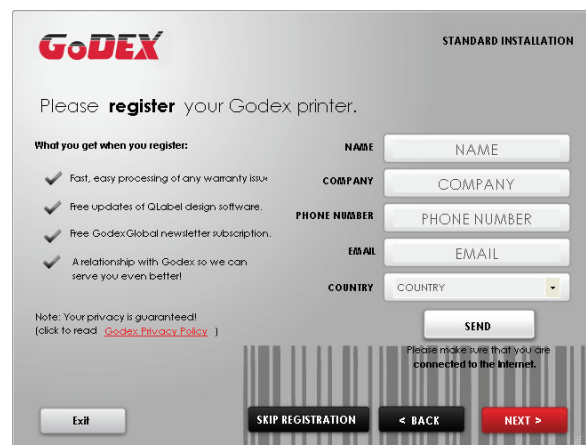 GoDEX
STANDARD INSTALLATION
Please register your Godex printer.
What you get when you register:
Fast, easy processing of any warranty issue
Free updates of QLabel design software.
Free GodexGlobal newsletter subscription.
A relationship with Godex so we can
serve you even better!
Note: Your privacy is guaranteed!
(click to read Godex Privacy Policy )
NAME NAME
COMPANY COMPANY
PHONE NUMBER PHONE NUMBER
EMAIL EMAIL
COUNTRY COUNTRY
SEND
Please make sure that you are
connected to the Internet.
Exit
SKIP REGISTRATION
< BACK
NEXT >